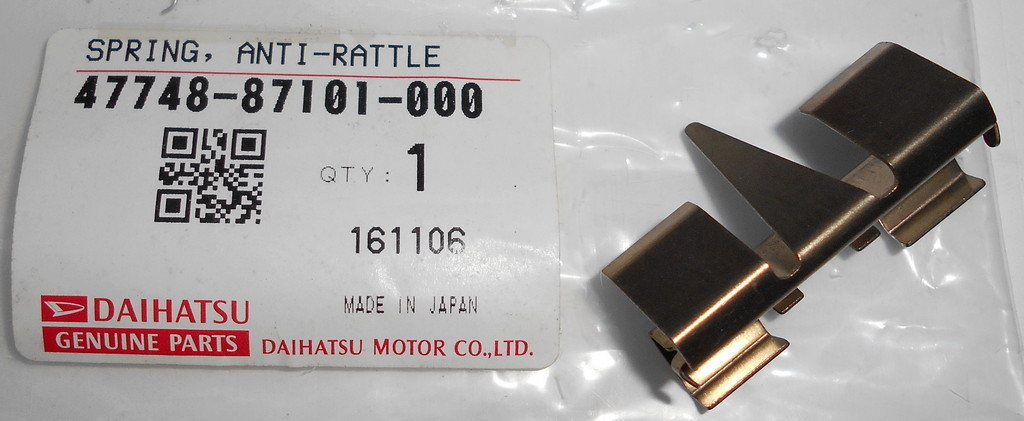 SPRING, ANTI-RATTLE
47748-87101-000
QTY: 1
161106
MADE IN JAPAN
DAIHATSU
GENUINE PARTS
DAIHATSU MOTOR CO.,LTD.